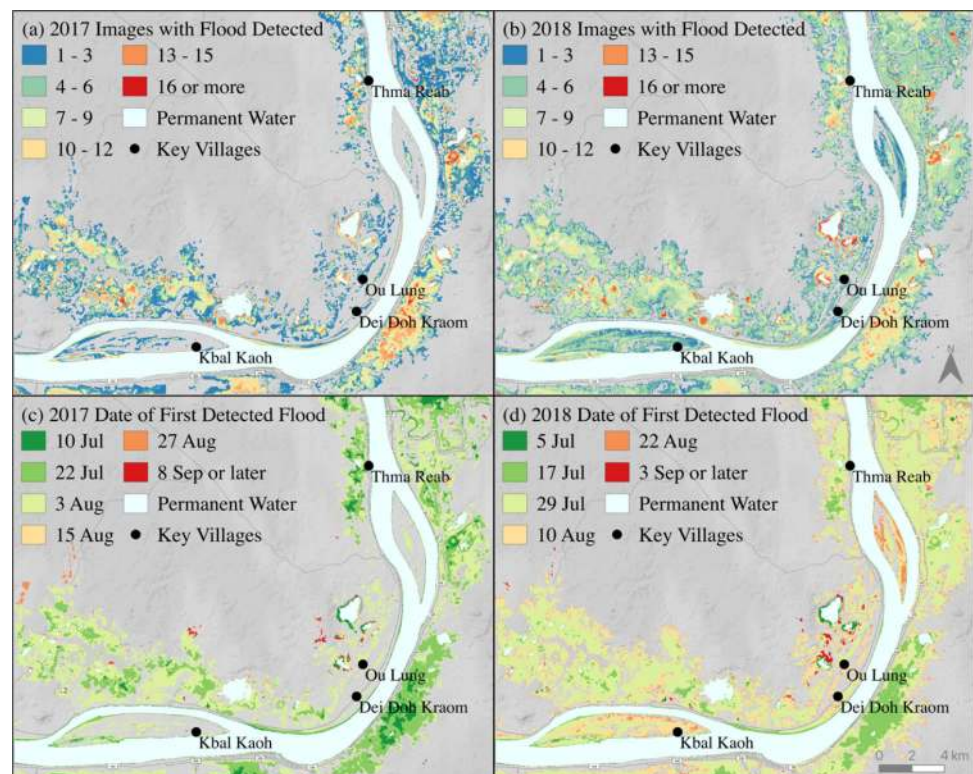 (a) 2017 Images with Flood Detected
1 - 3
13 - 15
4 - 6
16 or more
7 - 9
Permanent Water
10 - 12
Key Villages
Thma Reab
Ou Lung
Dei Doh Kraom
Kbal Kaoh
(b) 2018 Images with Flood Detected
1 - 3
13 - 15
4 - 6
16 or more
7 - 9
Permanent Water
10 - 12
Key Villages
Thma Reab
Ou Lung
Dei Doh Kraom
Kbal Kaoh
N
(c) 2017 Date of First Detected Flood
10 Jul
27 Aug
22 Jul
8 Sep or later
3 Aug
Permanent Water
15 Aug
Key Villages
Thma Reab
Ou Lung
Dei Doh Kraom
Kbal Kaoh
(d) 2018 Date of First Detected Flood
5 Jul
22 Aug
17 Jul
3 Sep or later
29 Jul
Permanent Water
10 Aug
Key Villages
Thma Reab
Ou Lung
Dei Doh Kraom
Kbal Kaoh
0 2 4 km